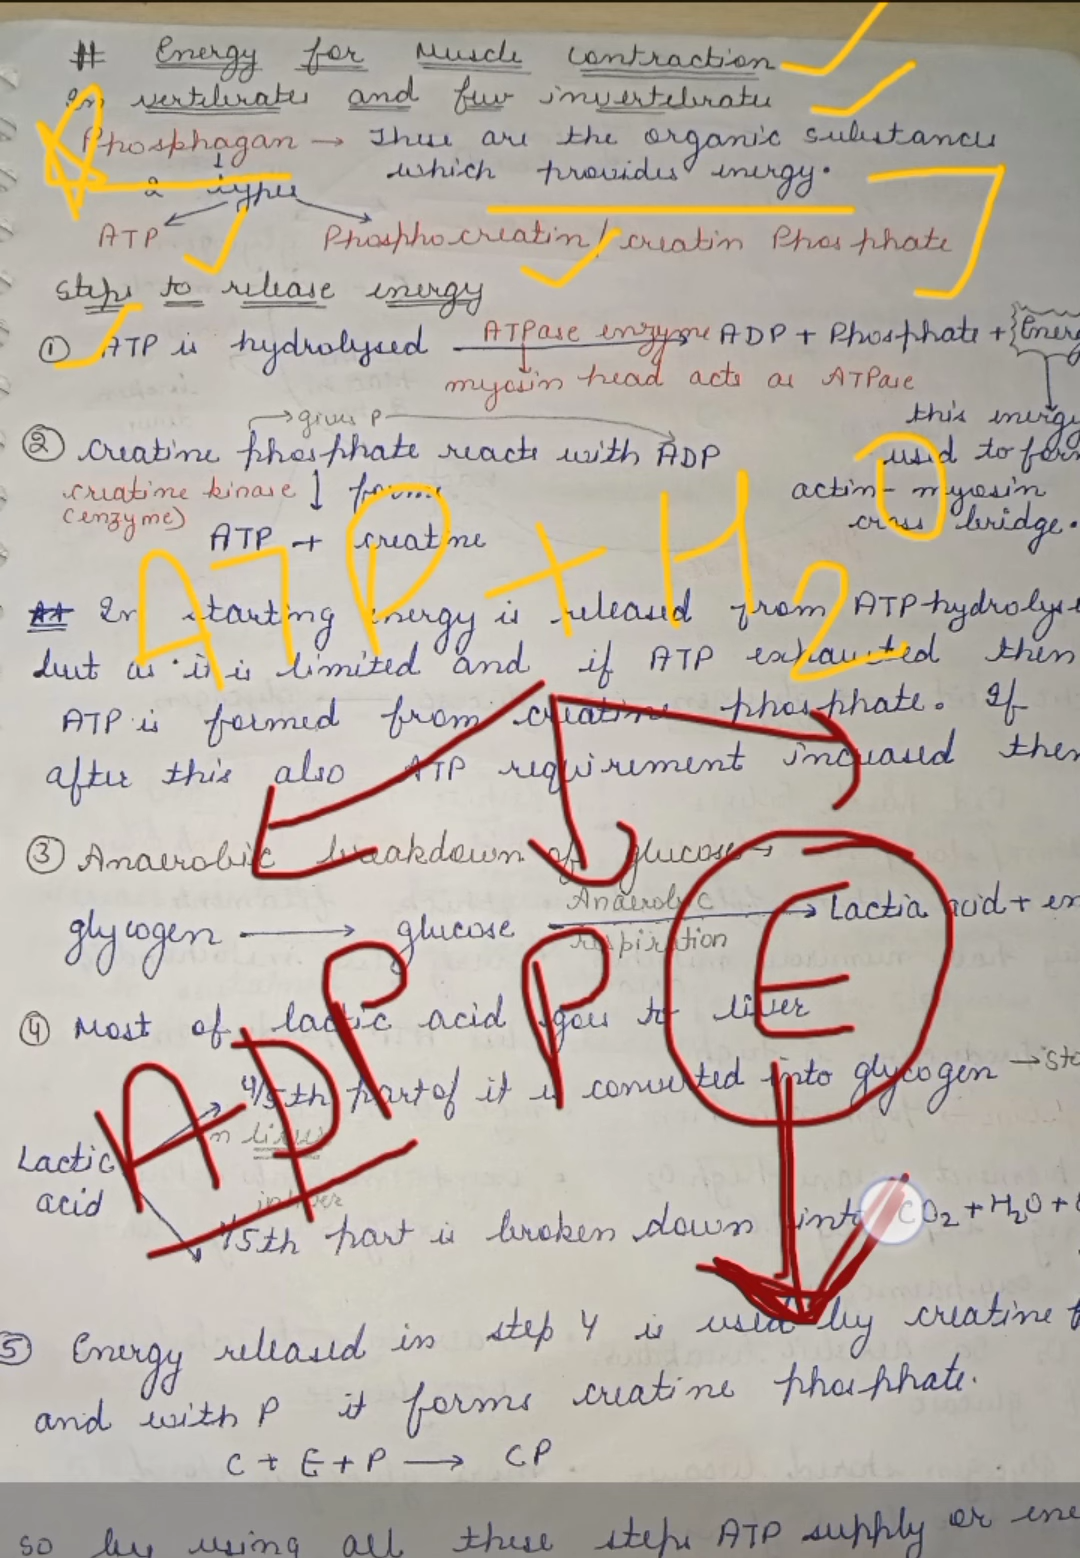 # Energy for Muscle Contraction
In vertebrates and few invertebrates
Phosphagan → These are the organic substances
which provides energy.
2 types
ATP Phosphocreatin / creatin Phosphate
Steps to release energy
① ATP is hydrolysed ATPase enzyme ADP + Phosphate + {Energ
myosin head acts as ATPase
this energy
→ gives P
② Creatine phosphate reacts with ADP used to form
creatine kinase ↓ forms actin - myosin
(enzyme) cross bridge.
ATP + creatine
ATP + H2O
** In starting energy is released from ATP hydrolyse
but as it is limited and if ATP exhausted then
ATP is formed from creatine phosphate. If
after this also ATP requirement increased then
③ Anaerobic breakdown of glucose →
Anaerobic
glycogen → glucose → Lactia acid + en
respiration
ADP P E
④ Most of lactic acid goes to liver
4/5th part of it is converted into glycogen → sto
in liver
Lactic
acid
in liver
1/5th part is broken down into CO2 + H2O +
⑤ Energy released in step 4 is used by creatine
and with P it forms creatine phosphate.
C + E + P → CP
so by using all these steps ATP supply or ene